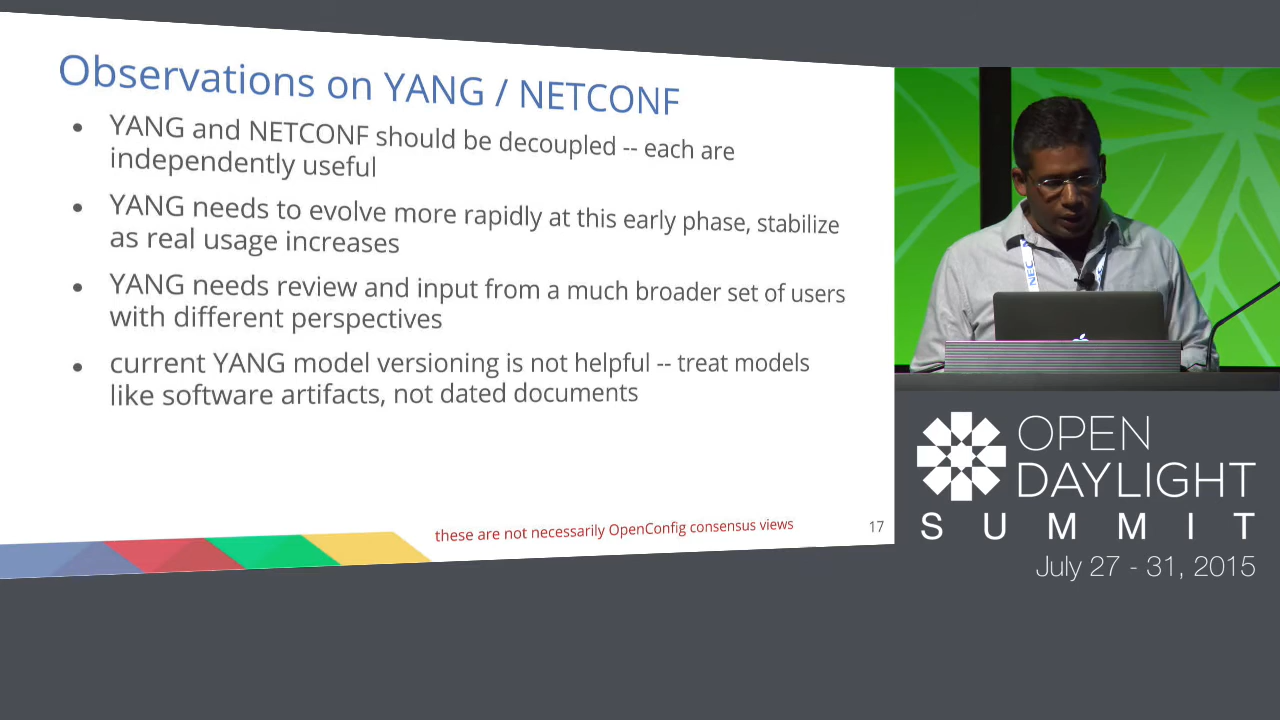 Observations on YANG / NETCONF
• YANG and NETCONF should be decoupled -- each are
independently useful
• YANG needs to evolve more rapidly at this early phase, stabilize
as real usage increases
• YANG needs review and input from a much broader set of users
with different perspectives
• current YANG model versioning is not helpful -- treat models
like software artifacts, not dated documents
these are not necessarily OpenConfig consensus views
17
NEC
OPEN
DAYLIGHT
SUMMIT
July 27 - 31, 2015